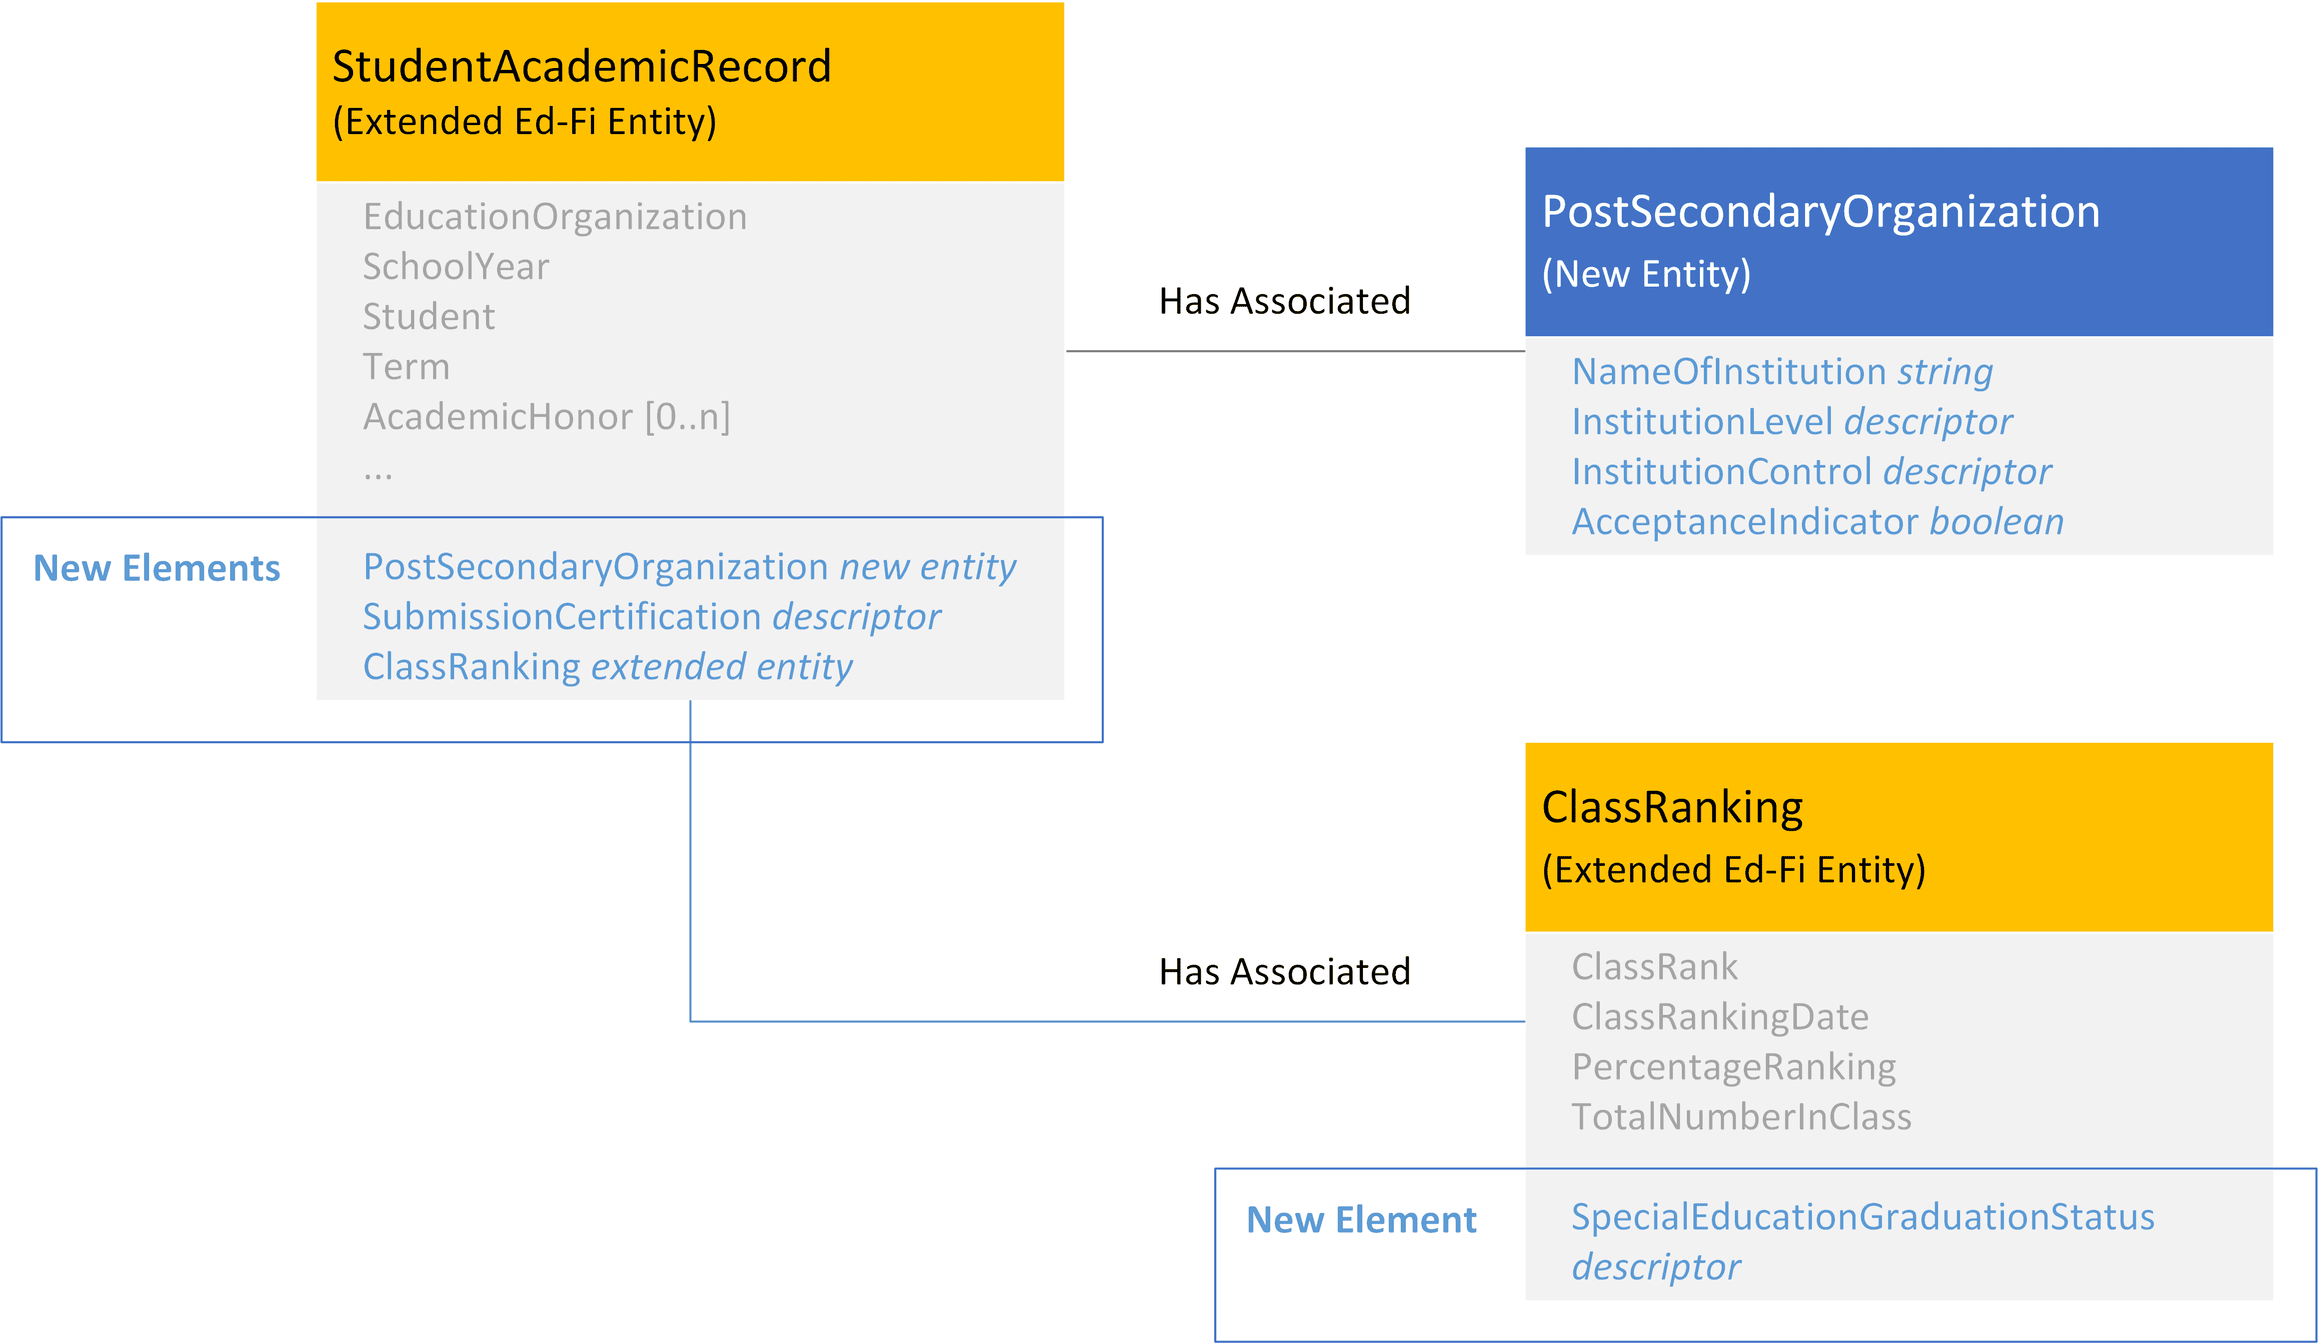 StudentAcademicRecord
(Extended Ed-Fi Entity)
EducationOrganization
SchoolYear
Student
Term
AcademicHonor [0..n]
...
New Elements
PostSecondaryOrganization new entity
SubmissionCertification descriptor
ClassRanking extended entity
Has Associated
PostSecondaryOrganization
(New Entity)
NameOfInstitution string
InstitutionLevel descriptor
InstitutionControl descriptor
AcceptanceIndicator boolean
Has Associated
ClassRanking
(Extended Ed-Fi Entity)
ClassRank
ClassRankingDate
PercentageRanking
TotalNumberInClass
New Element
SpecialEducationGraduationStatus
descriptor